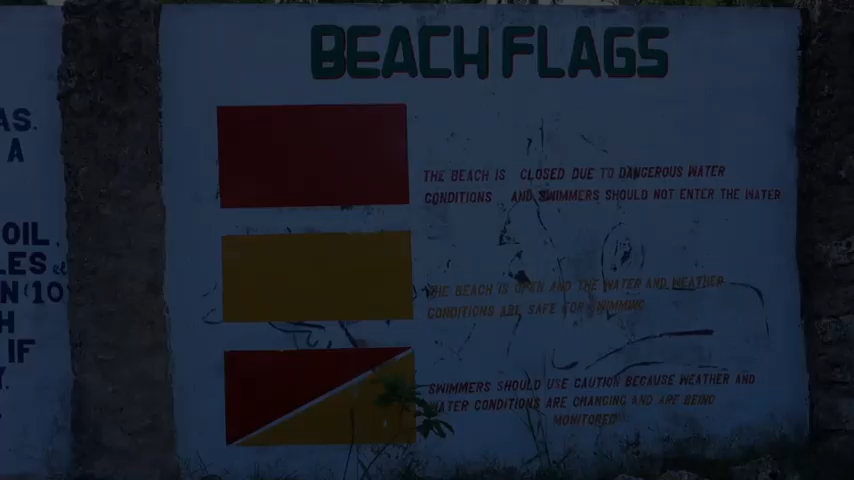 BEACH FLAGS
AS.
A
OIL.
LES el
N (10
H
IF
Y.
THE BEACH IS CLOSED DUE TO DANGEROUS WATER
CONDITIONS AND SWIMMERS SHOULD NOT ENTER THE WATER
THE BEACH IS OPEN AND THE WATER AND WEATHER
CONDITIONS ARE SAFE FOR SWIMMING
SWIMMERS SHOULD USE CAUTION BECAUSE WEATHER AND
WATER CONDITIONS ARE CHANGING AND ARE BEING
MONITORED